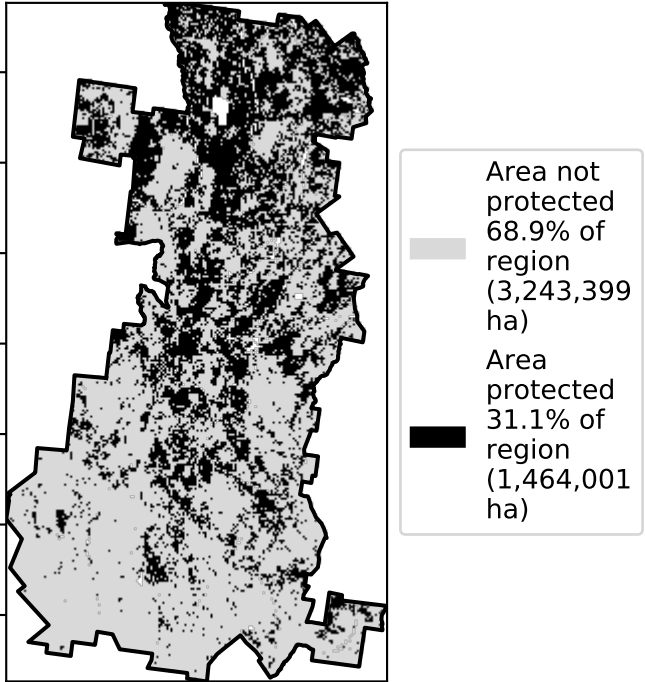 Area not
protected
68.9% of
region
(3,243,399
ha)
Area
protected
31.1% of
region
(1,464,001
ha)